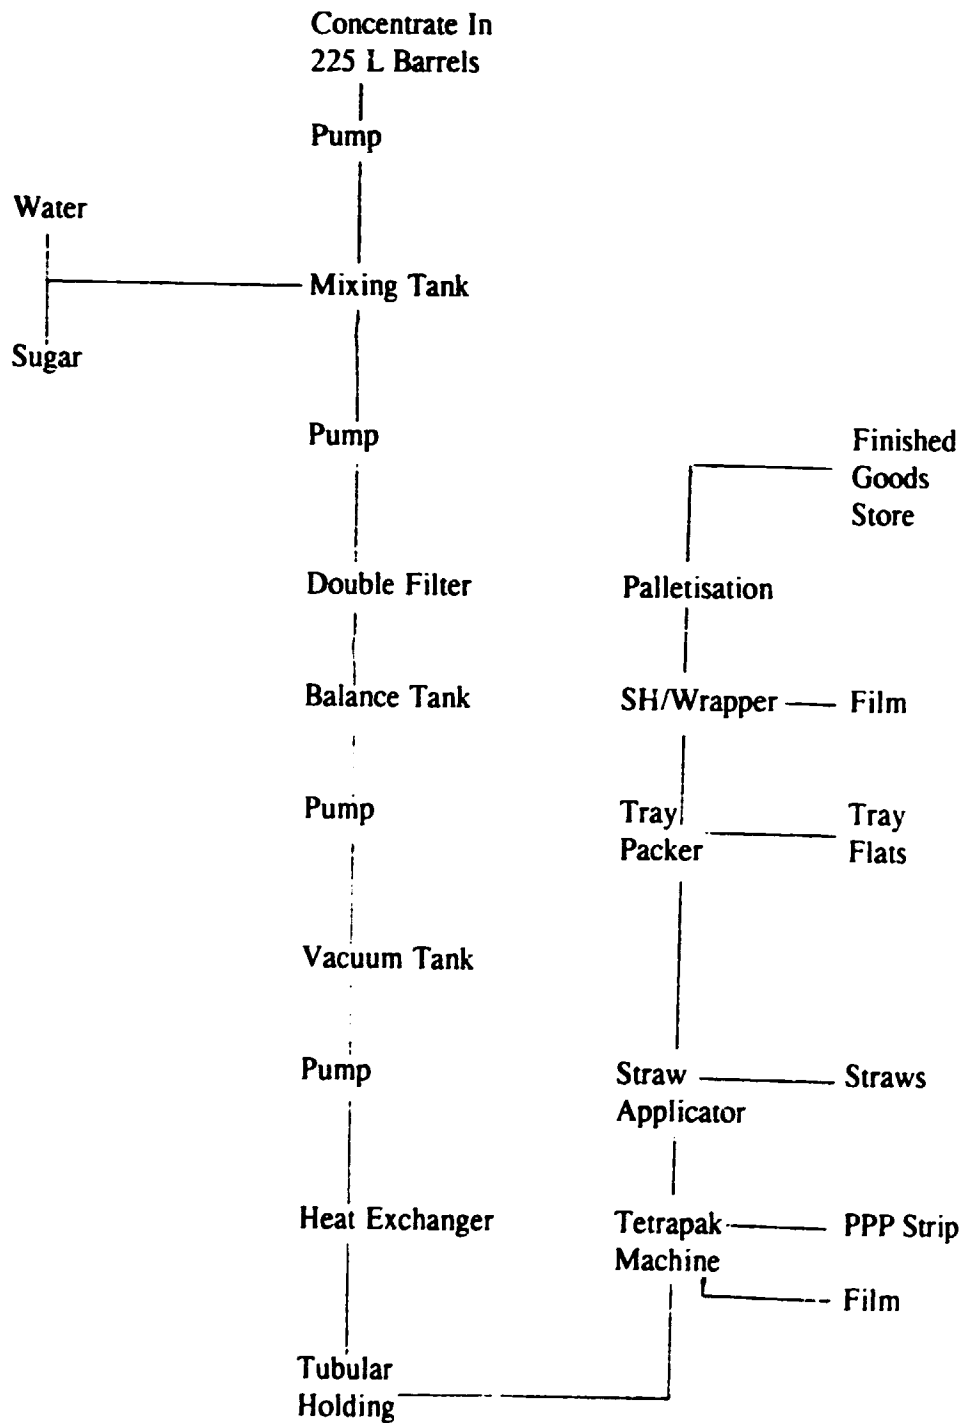 Concentrate In
225 L Barrels
Pump
Water
Mixing Tank
Sugar
Pump
Double Filter
Balance Tank
Pump
Vacuum Tank
Pump
Heat Exchanger
Tubular
Holding
Finished
Goods
Store
Palletisation
SH/Wrapper
Film
Tray
Packer
Tray
Flats
Straw
Applicator
Straws
Tetrapak
Machine
PPP Strip
Film